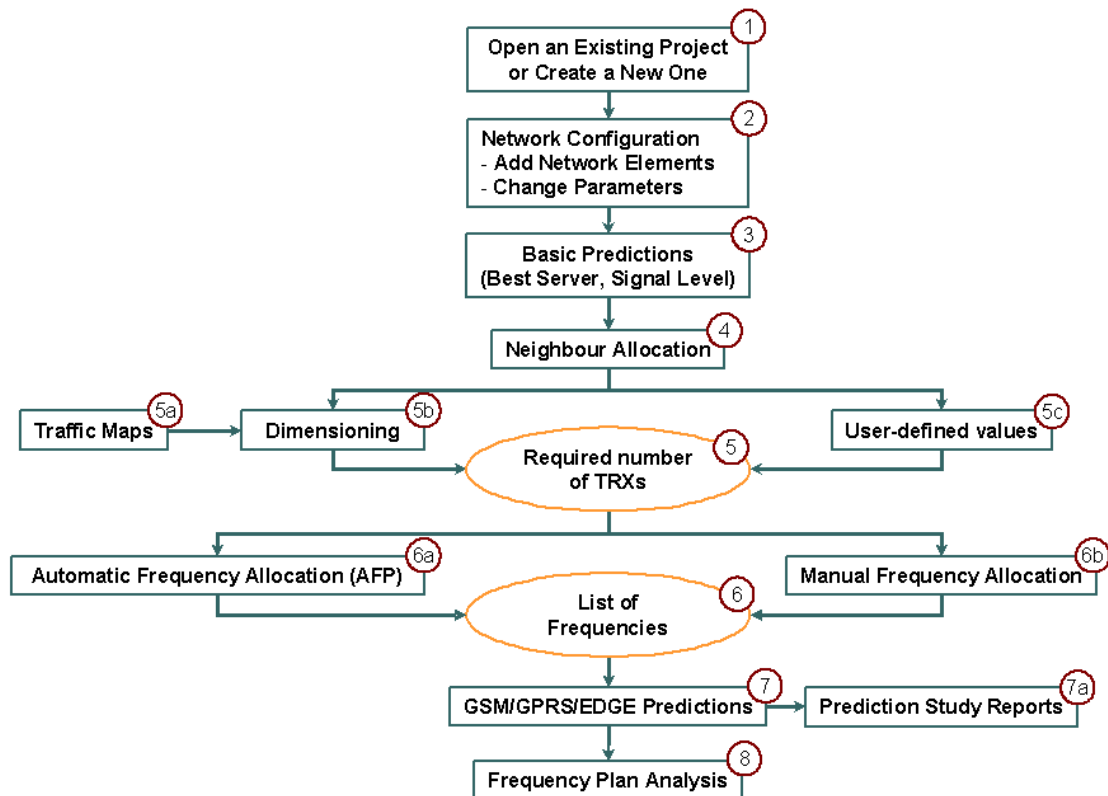 1
Open an Existing Project
or Create a New One
2
Network Configuration
- Add Network Elements
- Change Parameters
3
Basic Predictions
(Best Server, Signal Level)
4
Neighbour Allocation
5a
Traffic Maps
5b
Dimensioning
5c
User-defined values
5
Required number
of TRXs
6a
Automatic Frequency Allocation (AFP)
6b
Manual Frequency Allocation
6
List of
Frequencies
7
GSM/GPRS/EDGE Predictions
7a
Prediction Study Reports
8
Frequency Plan Analysis